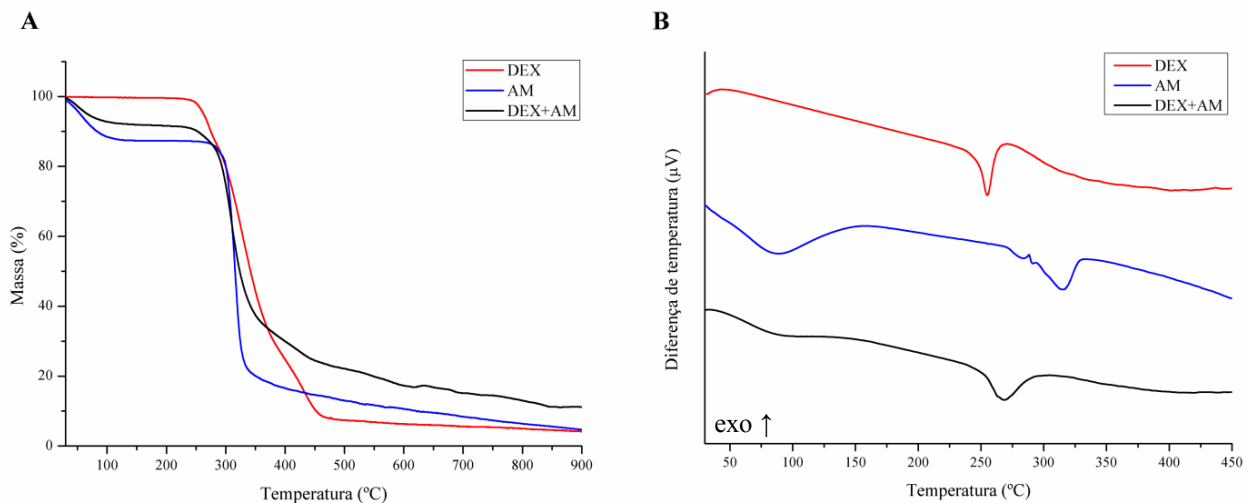 A
DEX
AM
DEX+AM
Massa (%)
100
80
60
40
20
0
100 200 300 400 500 600 700 800 900
Temperatura (ºC)
B
DEX
AM
DEX+AM
Diferença de temperatura (µV)
exo ↑
50 100 150 200 250 300 350 400 450
Temperatura (ºC)